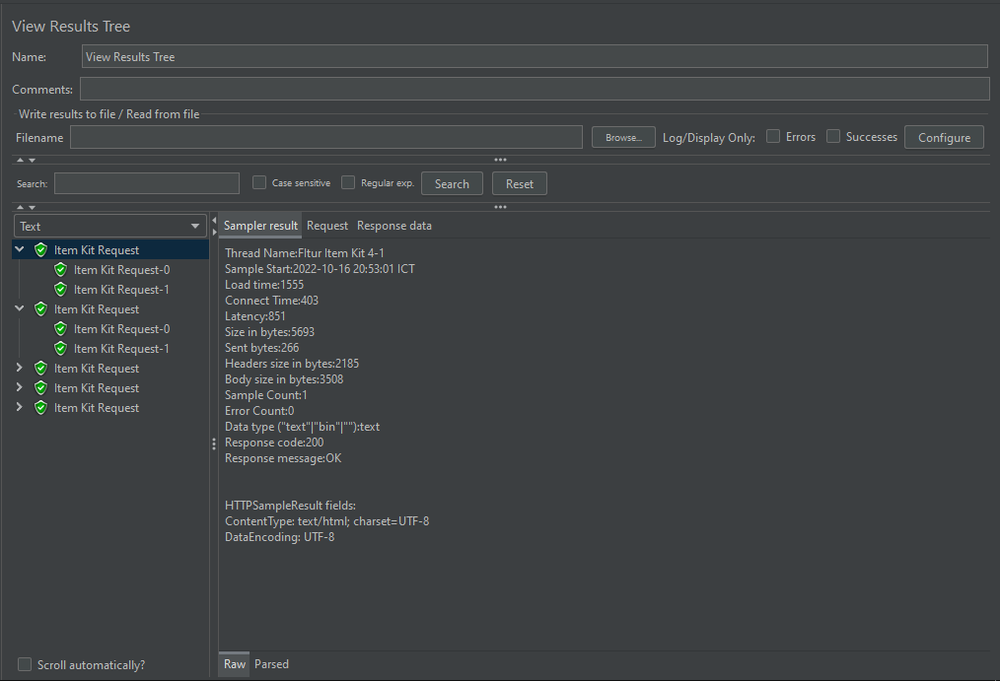 View Results Tree
Name: View Results Tree
Comments:
Write results to file / Read from file
Filename Browse... Log/Display Only: Errors Successes Configure
Search: Case sensitive Regular exp. Search Reset
Text
Item Kit Request
Item Kit Request-0
Item Kit Request-1
Item Kit Request
Item Kit Request-0
Item Kit Request-1
Item Kit Request
Item Kit Request
Item Kit Request
Scroll automatically?
Sampler result Request Response data
Thread Name:FItur Item Kit 4-1
Sample Start:2022-10-16 20:53:01 ICT
Load time:1555
Connect Time:403
Latency:851
Size in bytes:5693
Sent bytes:266
Headers size in bytes:2185
Body size in bytes:3508
Sample Count:1
Error Count:0
Data type ("text"|"bin"|""):text
Response code:200
Response message:OK
HTTPSampleResult fields:
ContentType: text/html; charset=UTF-8
DataEncoding: UTF-8
Raw Parsed